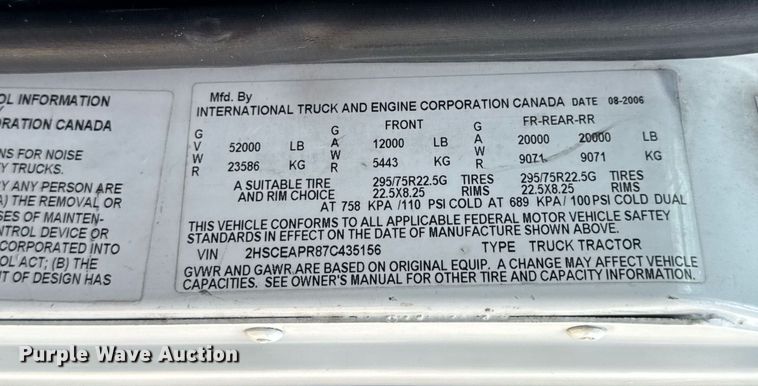 OL INFORMATION
RATION CANADA
NS FOR NOISE
Y TRUCKS.
BY ANY PERSON ARE
A) THE REMOVAL OR
SES OF MAINTEN-
NTROL DEVICE OR
CORPORATED INTO
OL ACT; (B) THE
T OF DESIGN HAS
Mfd. By
INTERNATIONAL TRUCK AND ENGINE CORPORATION CANADA DATE 08-2006
GVWR 52000 LB 23586 KG
GAWR FRONT 12000 LB 5443 KG
GAWR FR-REAR-RR 20000 20000 LB 9071 9071 KG
A SUITABLE TIRE 295/75R22.5G TIRES 295/75R22.5G TIRES
AND RIM CHOICE 22.5X8.25 RIMS 22.5X8.25 RIMS
AT 758 KPA /110 PSI COLD AT 689 KPA/ 100 PSI COLD DUAL
THIS VEHICLE CONFORMS TO ALL APPLICABLE FEDERAL MOTOR VEHICLE SAFTEY
STANDARDS IN EFFECT ON THE DATE OF MANUFACTURE SHOWN ABOVE.
VIN 2HSCEAPR87C435156 TYPE TRUCK TRACTOR
GVWR AND GAWR ARE BASED ON ORIGINAL EQUIP. A CHANGE MAY AFFECT VEHICLE
CAPACITIES. SEE OWNER'S MANUAL FOR OTHER TIRE AND CAPACITY INFORMATION
Purple Wave Auction